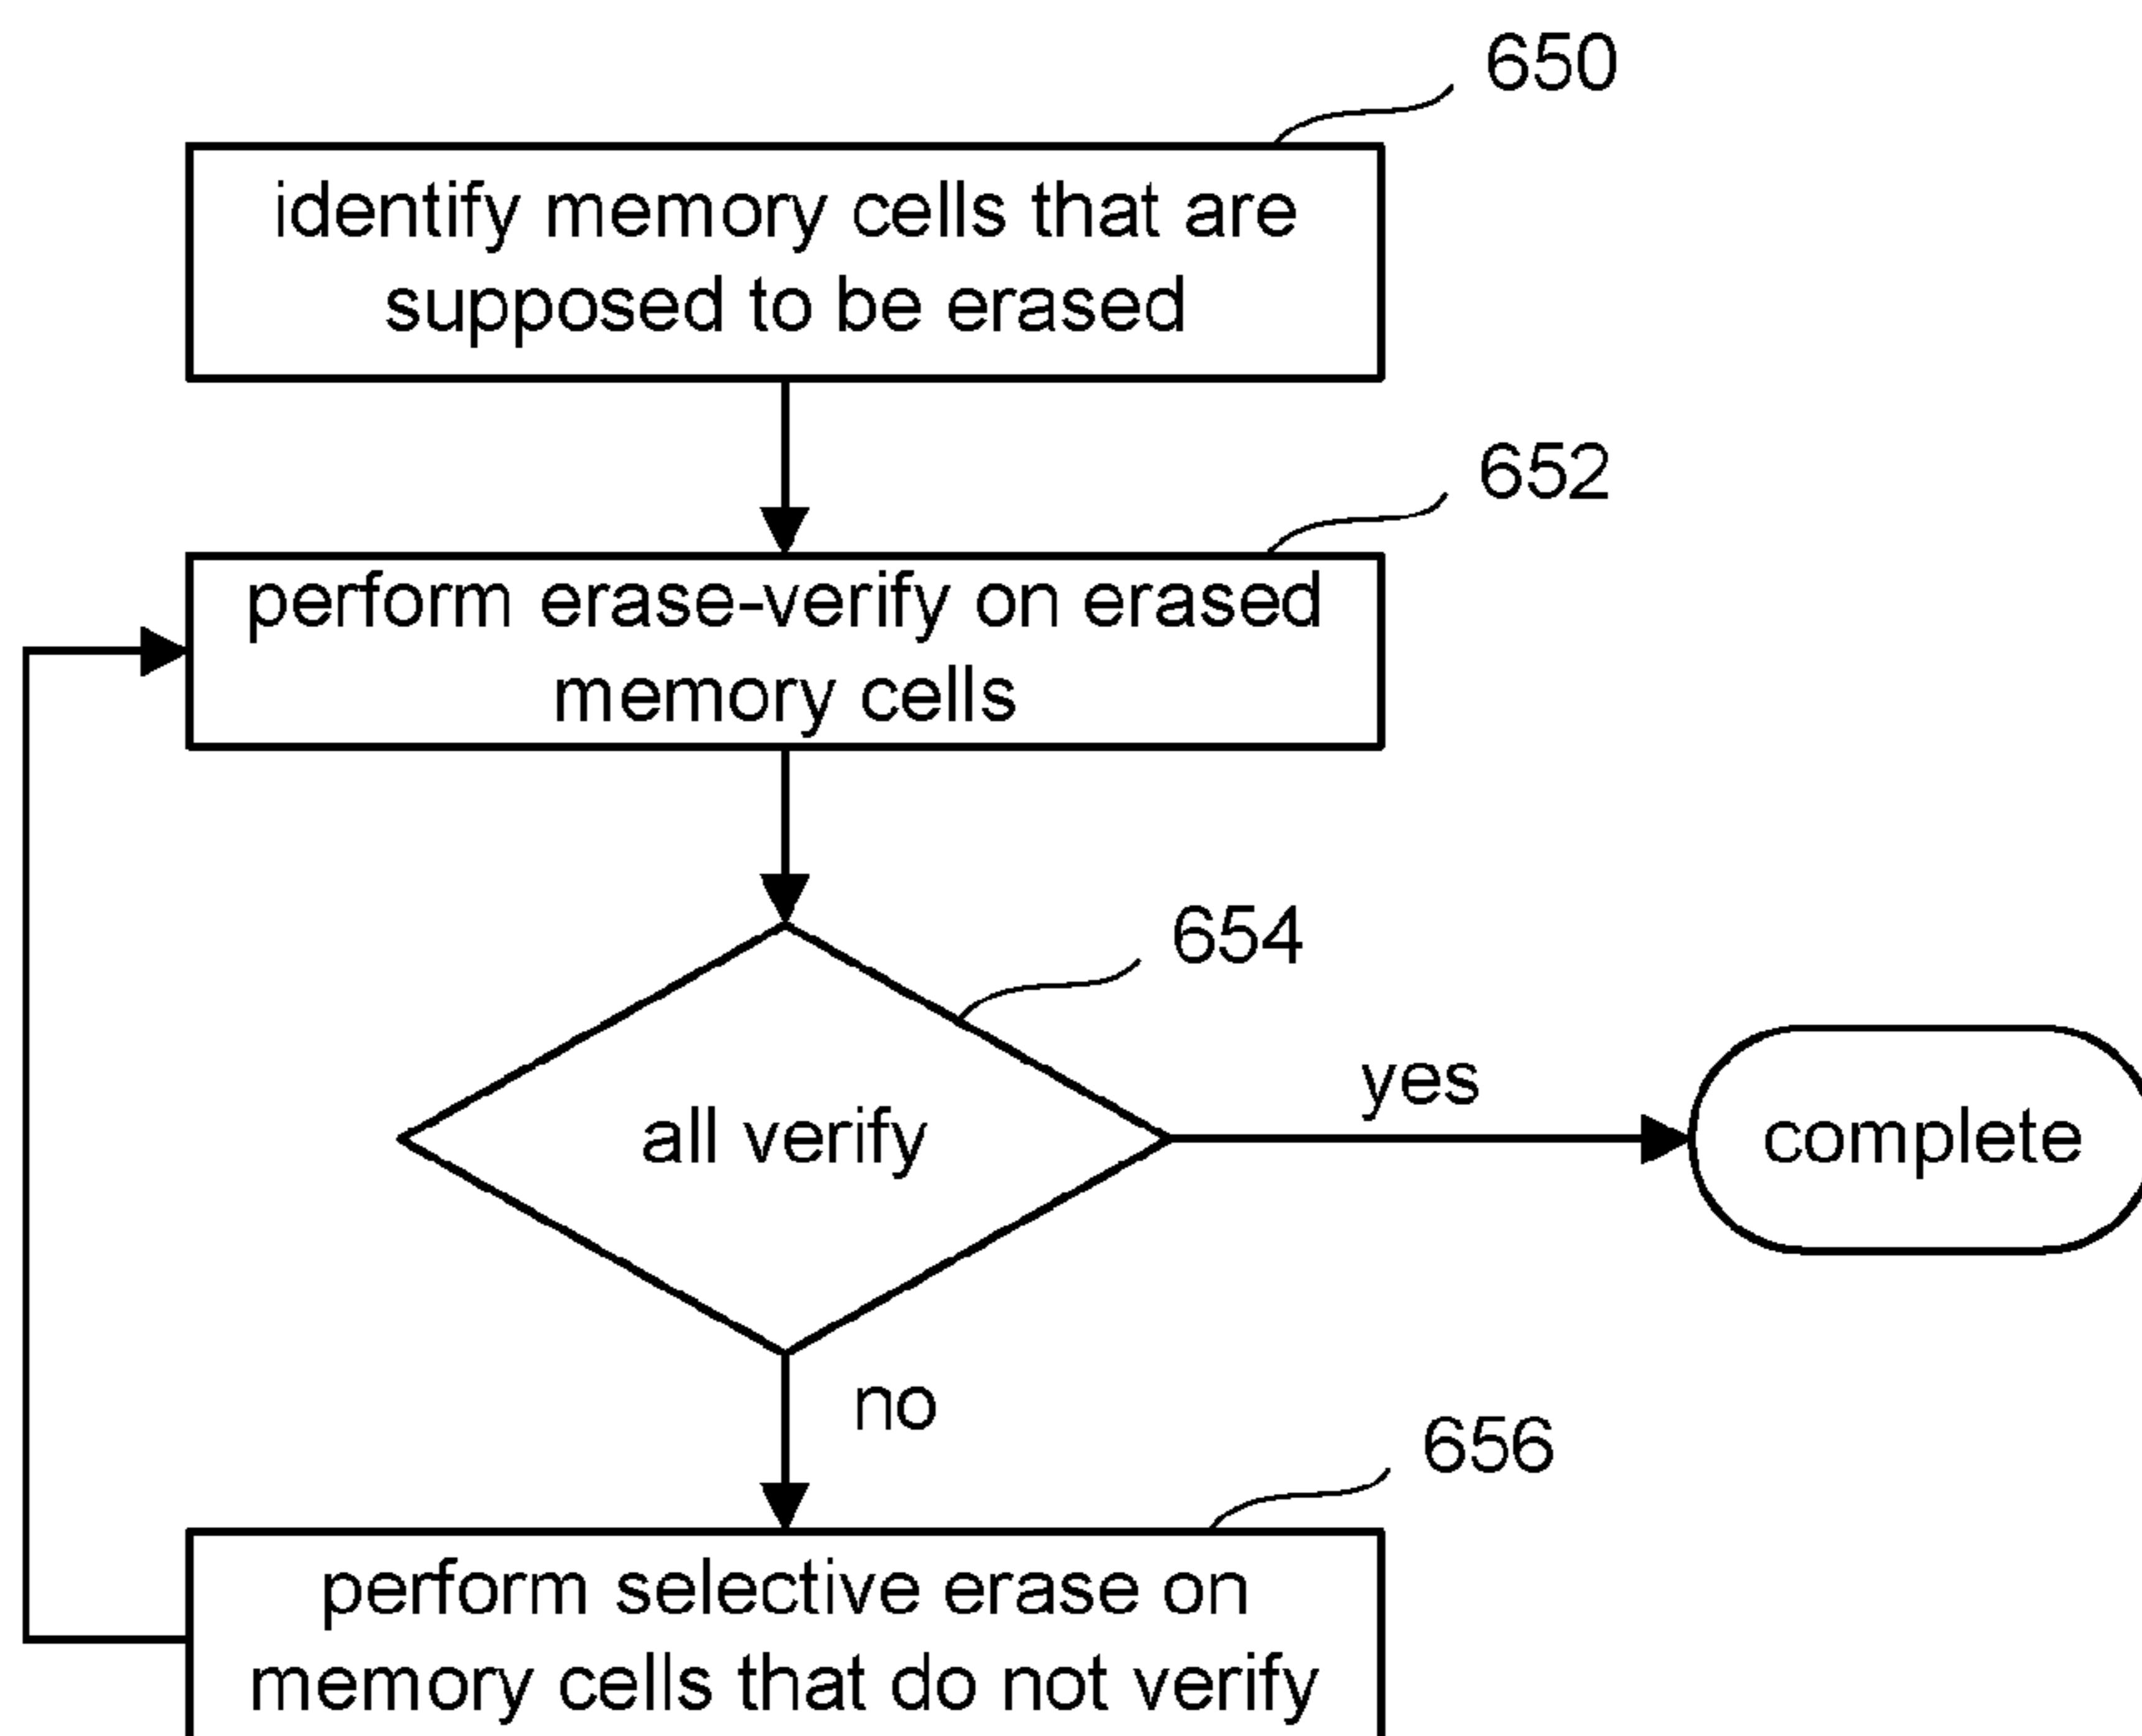 650
identify memory cells that are
supposed to be erased
652
perform erase-verify on erased
memory cells
654
all verify
yes
complete
no
656
perform selective erase on
memory cells that do not verify